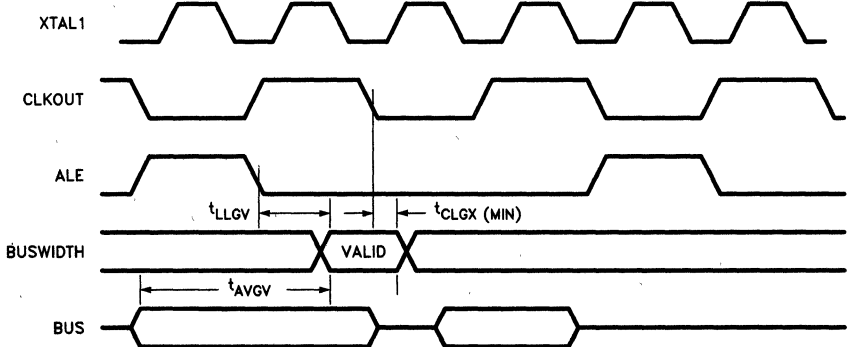 XTAL1
CLKOUT
ALE
tLLGV
tCLGX (MIN)
BUSWIDTH
VALID
tAVGV
BUS